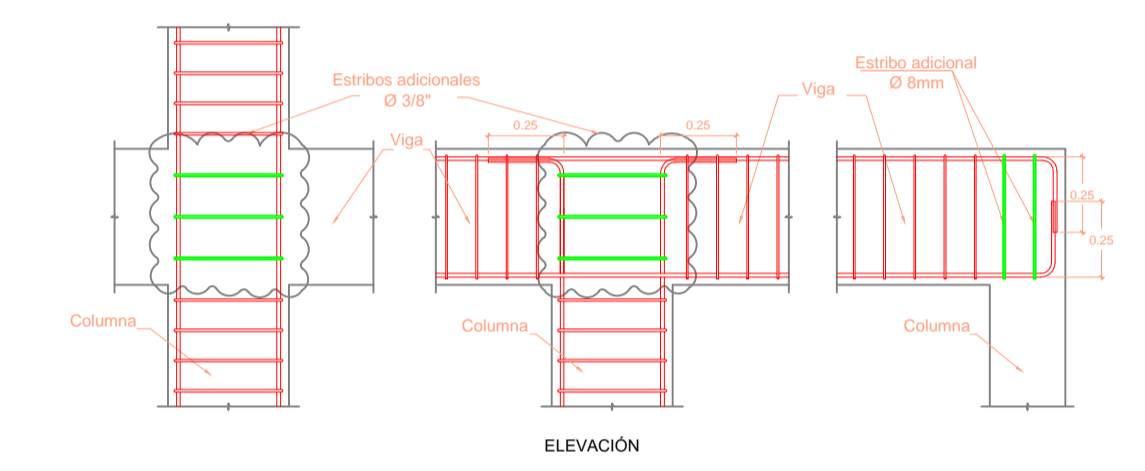 Estribos adicionales
Ø 3/8"
Viga
0.25
0.25
Viga
Estribo adicional
Ø 8mm
0.25
0.25
Columna
Columna
Columna
ELEVACIÓN